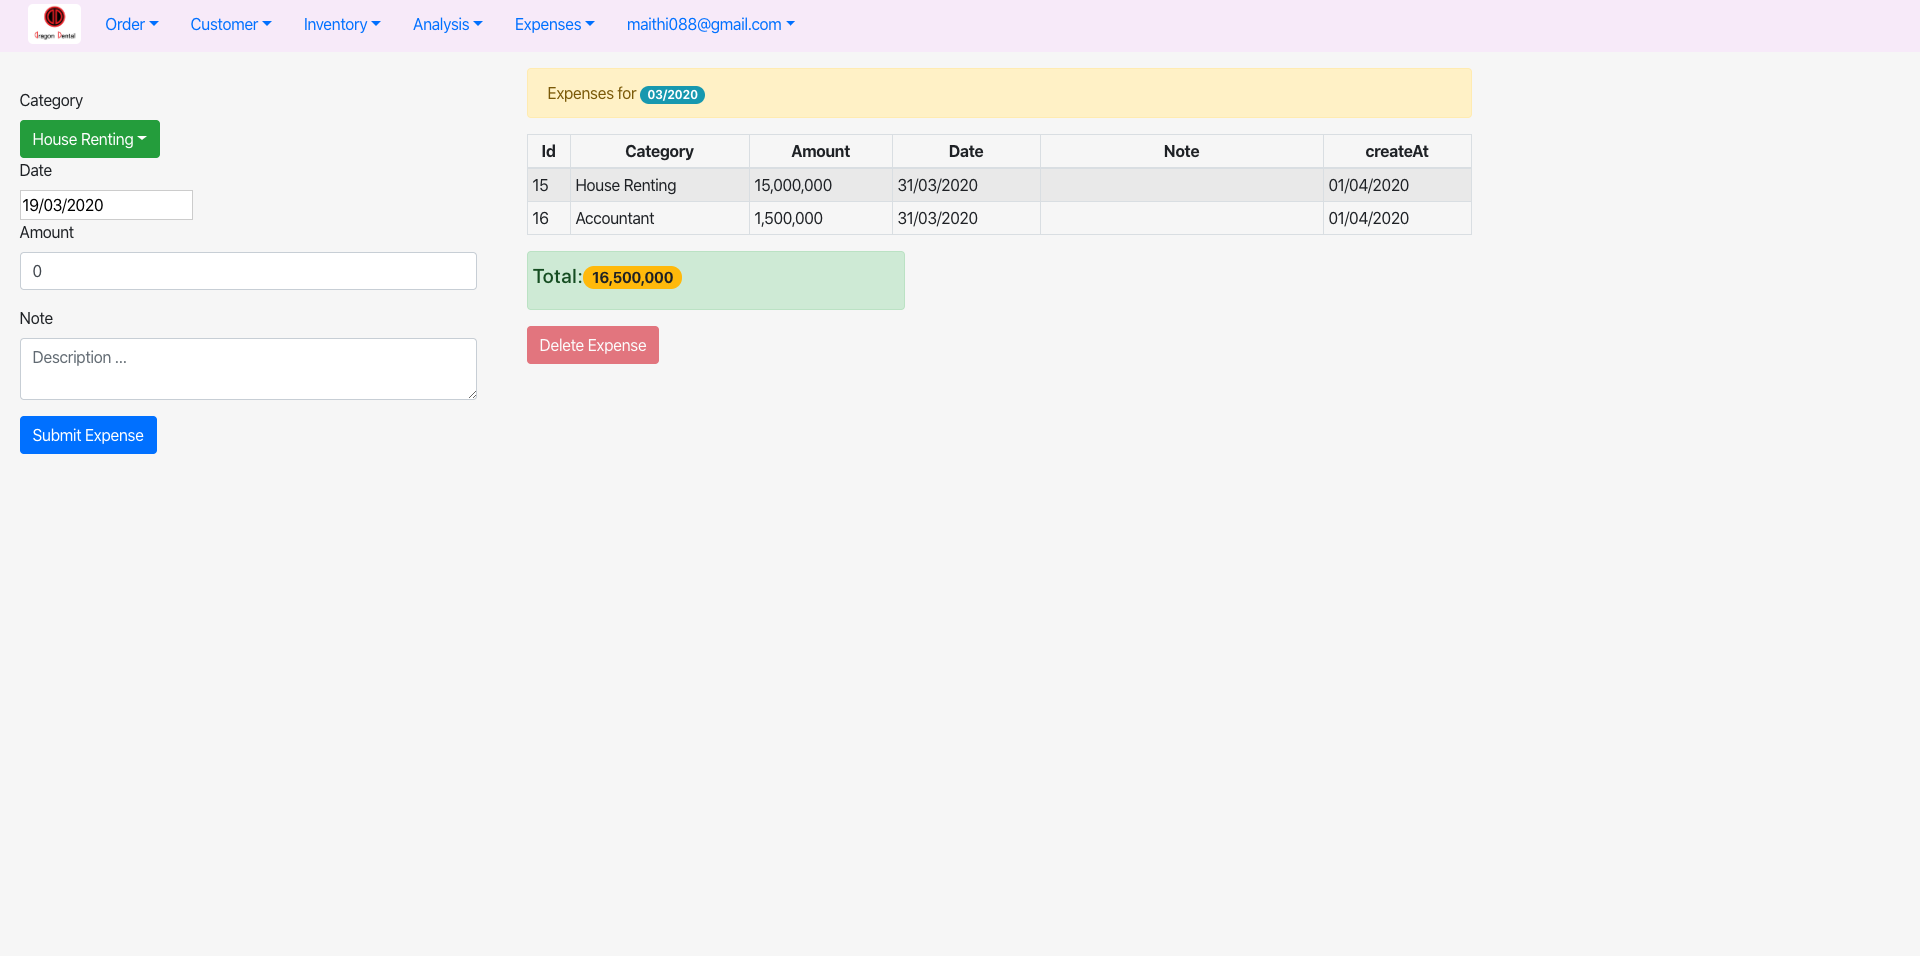 Dragon Dental
Order Customer Inventory Analysis Expenses maithi088@gmail.com
Category
House Renting
Date
19/03/2020
Amount
0
Note
Description ...
Submit Expense
Expenses for 03/2020
Id Category Amount Date Note createAt
15 House Renting 15,000,000 31/03/2020 01/04/2020
16 Accountant 1,500,000 31/03/2020 01/04/2020
Total: 16,500,000
Delete Expense